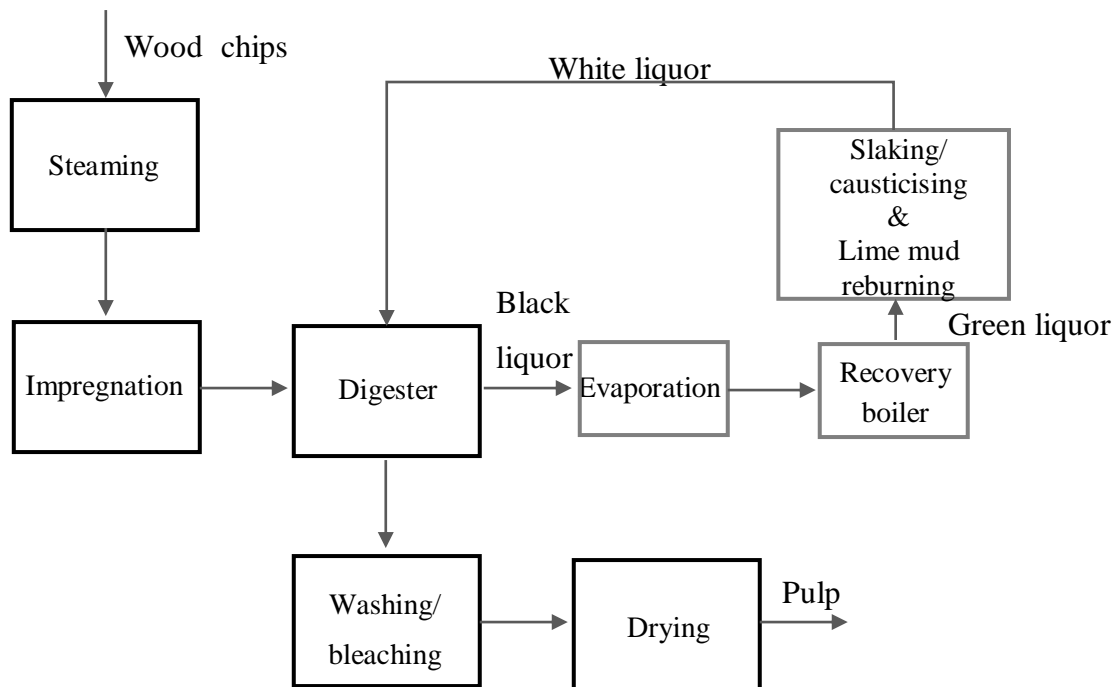 Wood chips
White liquor
Steaming
Slaking/
causticising
&
Lime mud
reburning
Black
liquor
Green liquor
Impregnation
Digester
Evaporation
Recovery
boiler
Washing/
bleaching
Drying
Pulp